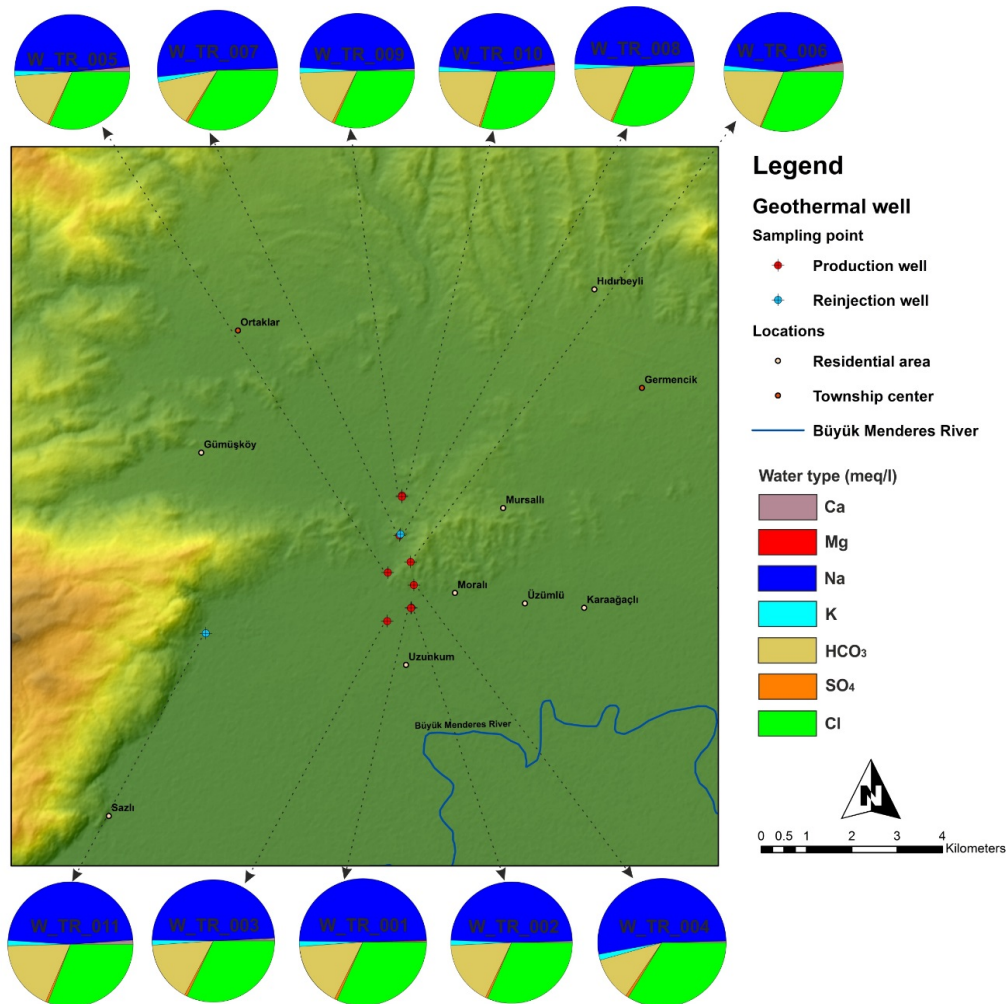 W_TR_005
W_TR_007
W_TR_009
W_TR_010
W_TR_008
W_TR_006
Legend
Geothermal well
Sampling point
Production well
Reinjection well
Locations
Residential area
Township center
Büyük Menderes River
Water type (meq/l)
Ca
Mg
Na
K
HCO₃
SO₄
Cl
N
0 0.5 1 2 3 4
Kilometers
Hıdırbeyli
Ortaklar
Germencik
Gümüşköy
Mursallı
Moralı
Üzümlü
Karaağaçlı
Uzunkum
Büyük Menderes River
Sazlı
W_TR_011
W_TR_003
W_TR_001
W_TR_002
W_TR_004